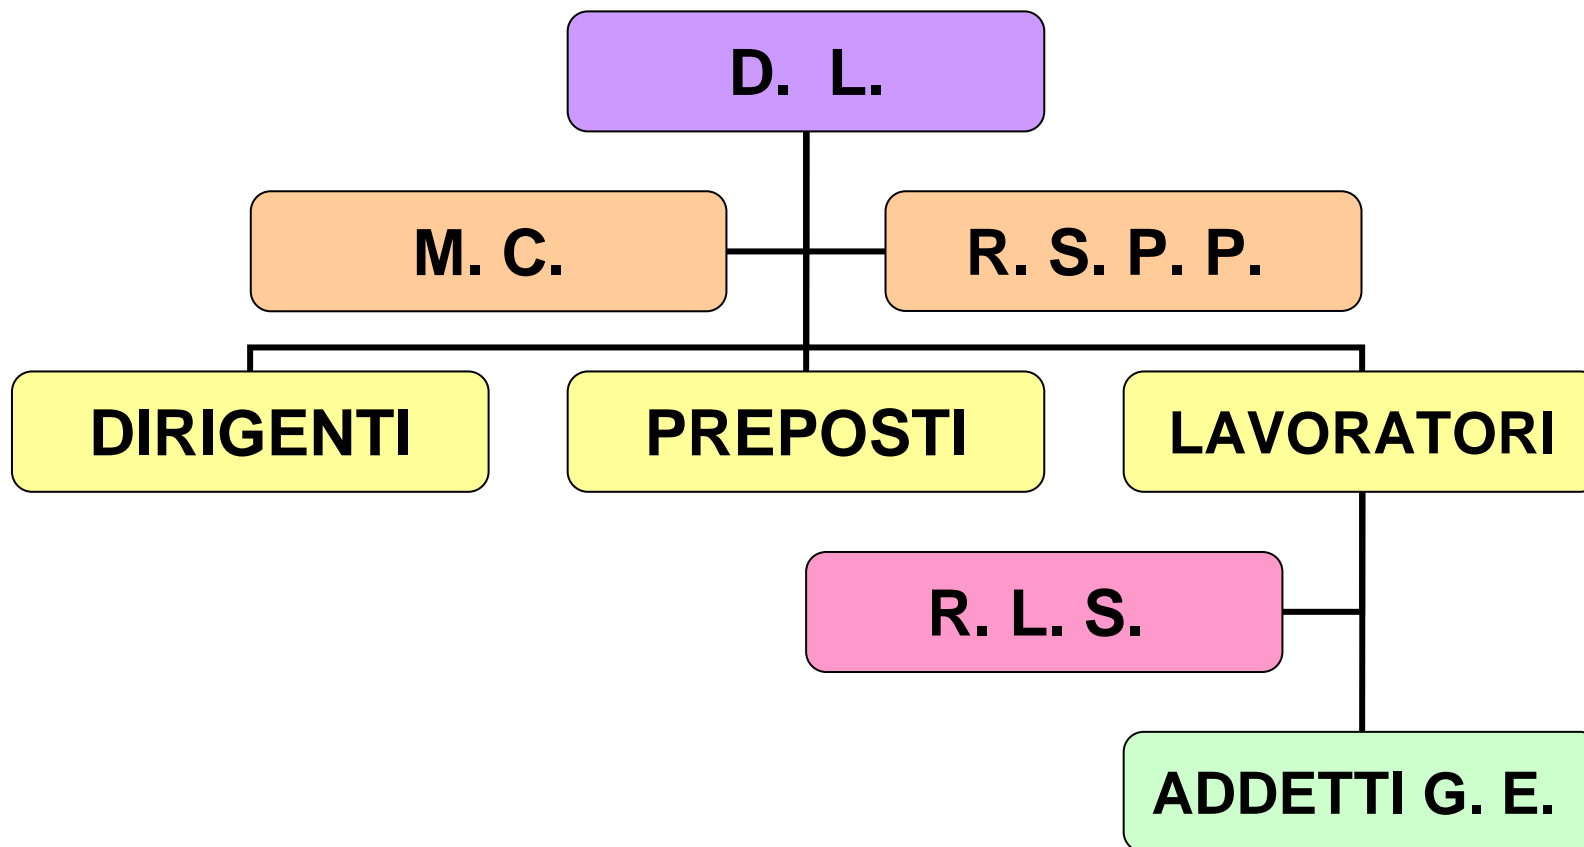 D. L.
M. C.
R. S. P. P.
DIRIGENTI
PREPOSTI
LAVORATORI
R. L. S.
ADDETTI G. E.